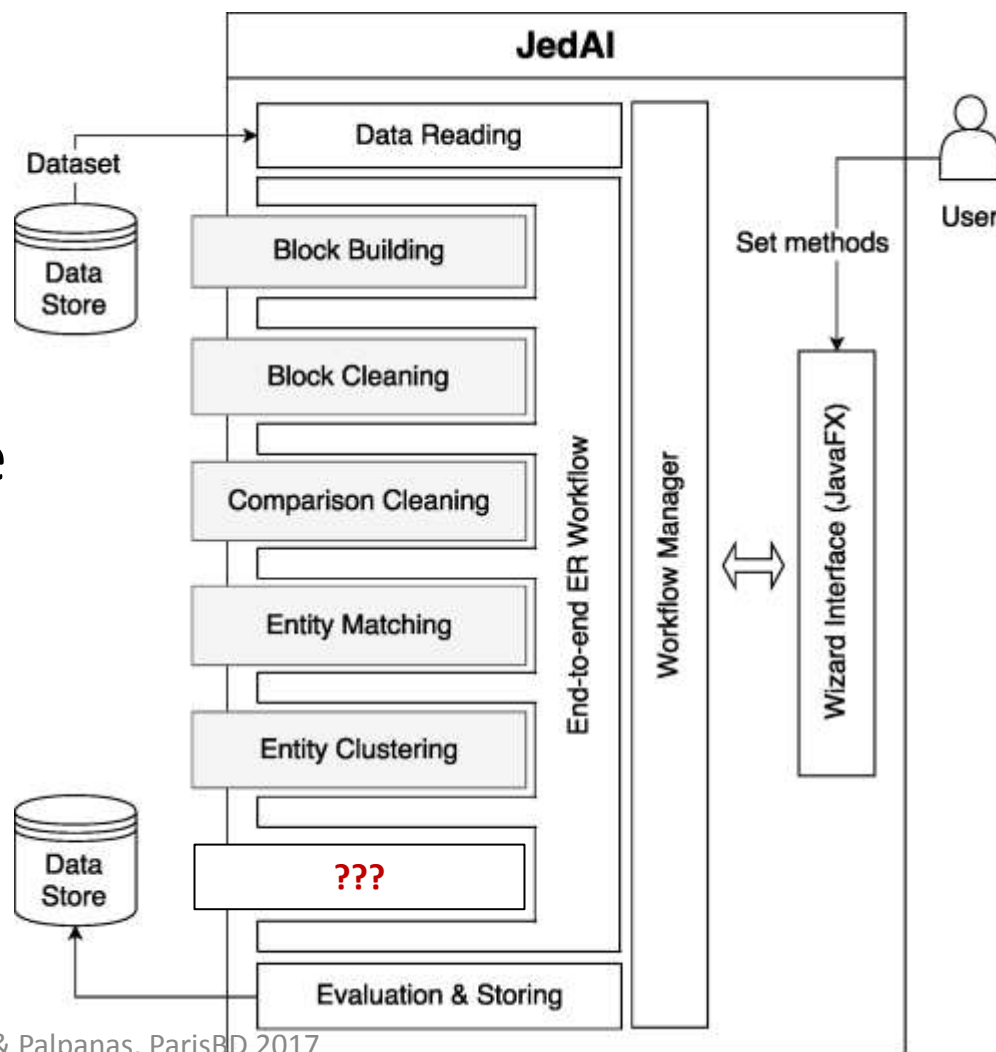 JedAI
Data Reading
Dataset
Data
Store
User
Set methods
Block Building
Block Cleaning
Comparison Cleaning
Entity Matching
Entity Clustering
???
End-to-end ER Workflow
Workflow Manager
Wizard Interface (JavaFX)
e
Data
Store
Evaluation & Storing
& Palpanas, ParisBD 2017